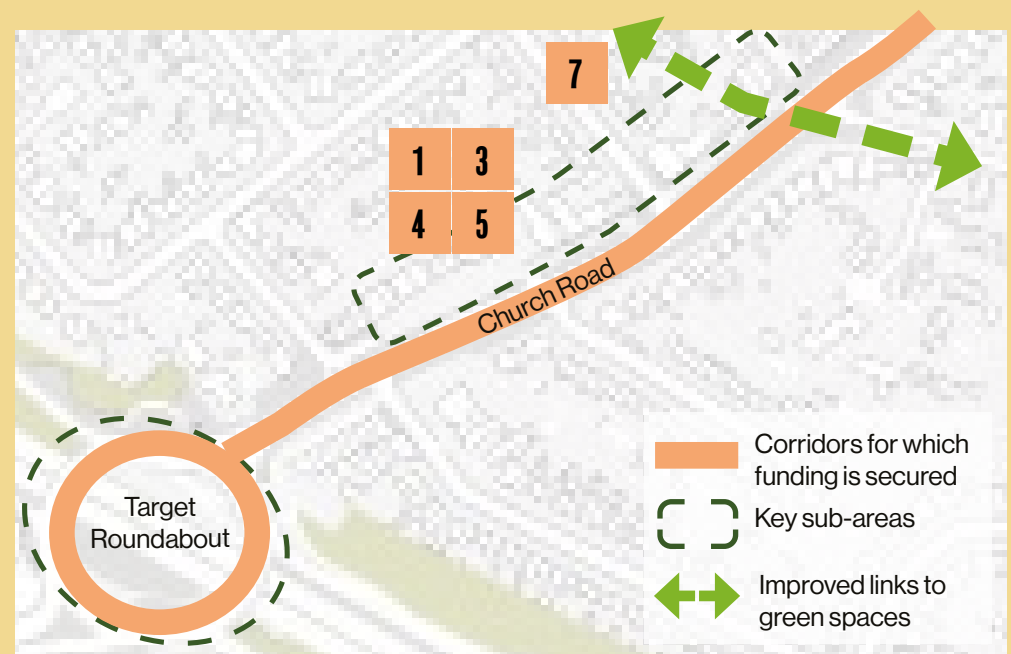 7
1 3
4 5
Church Road
Target
Roundabout
Corridors for which
funding is secured
Key sub-areas
Improved links to
green spaces